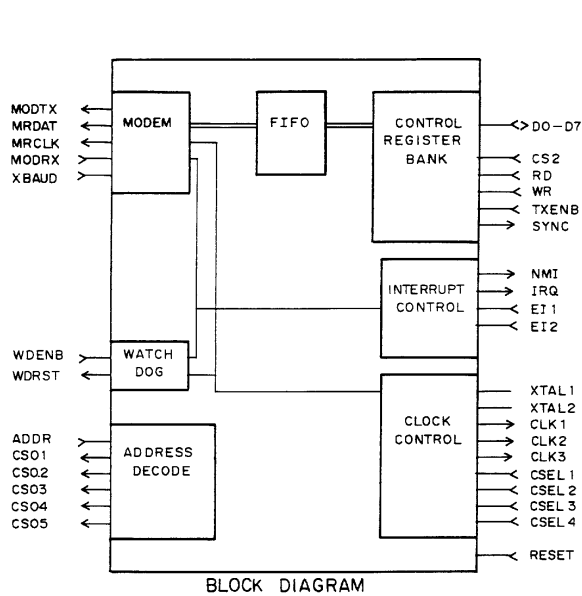 MODTX
MRDAT
MRCLK
MODRX
XBAUD
MODEM
FIFO
CONTROL
REGISTER
BANK
DO-D7
CS2
RD
WR
TXENB
SYNC
INTERRUPT
CONTROL
NMI
IRQ
EI1
EI2
WDENB
WDRST
WATCH
DOG
CLOCK
CONTROL
XTAL1
XTAL2
CLK1
CLK2
CLK3
CSEL1
CSEL2
CSEL3
CSEL4
ADDR
CSO1
CSO2
CSO3
CSO4
CSO5
ADDRESS
DECODE
RESET
BLOCK DIAGRAM